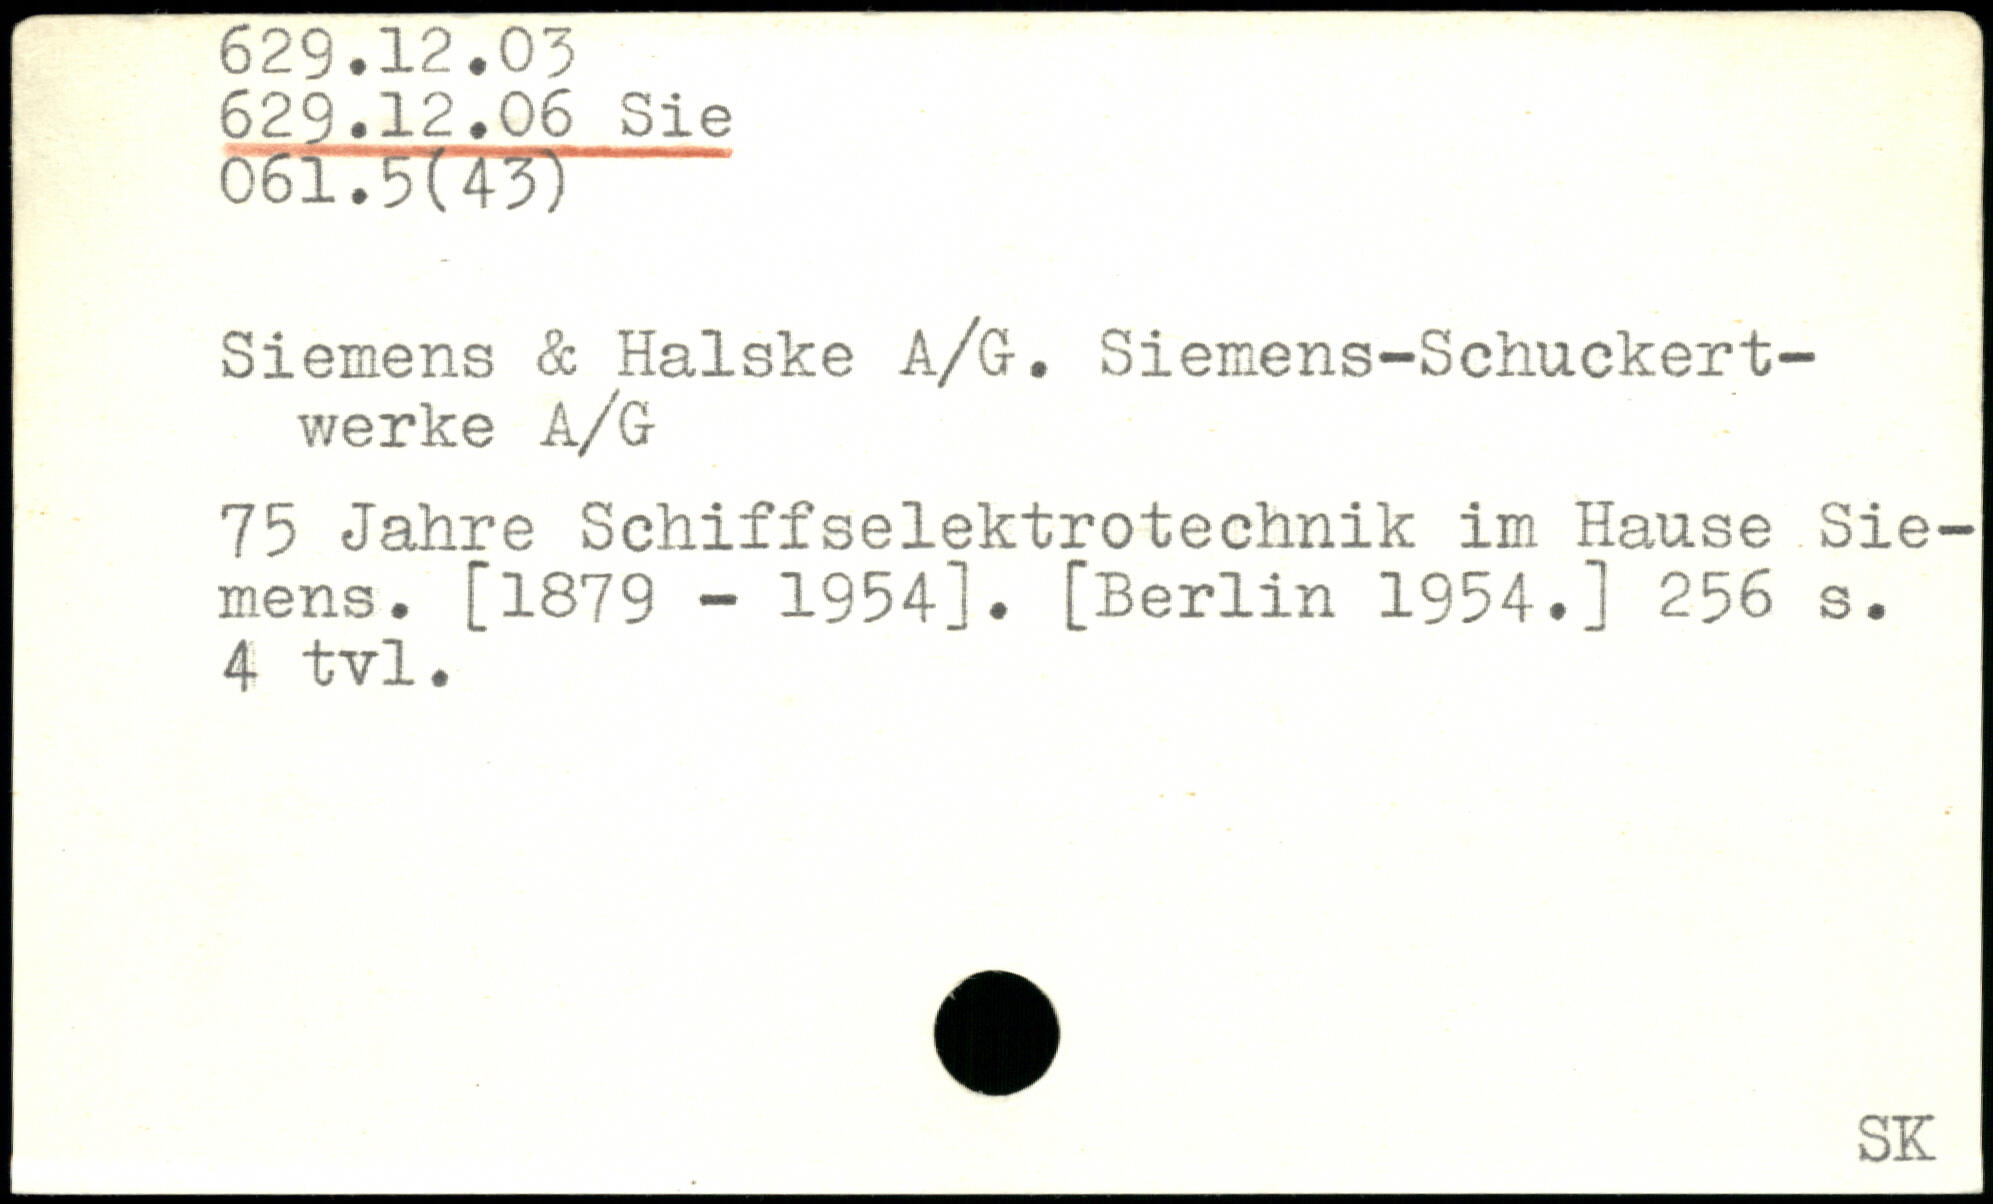 629.12.03
629.12.06 Sie
061.5(43)
Siemens & Halske A/G. Siemens-Schuckert-
werke A/G
75 Jahre Schiffselektrotechnik im Hause Sie-
mens. [1879 - 1954]. [Berlin 1954.] 256 s.
4 tvl.
SK